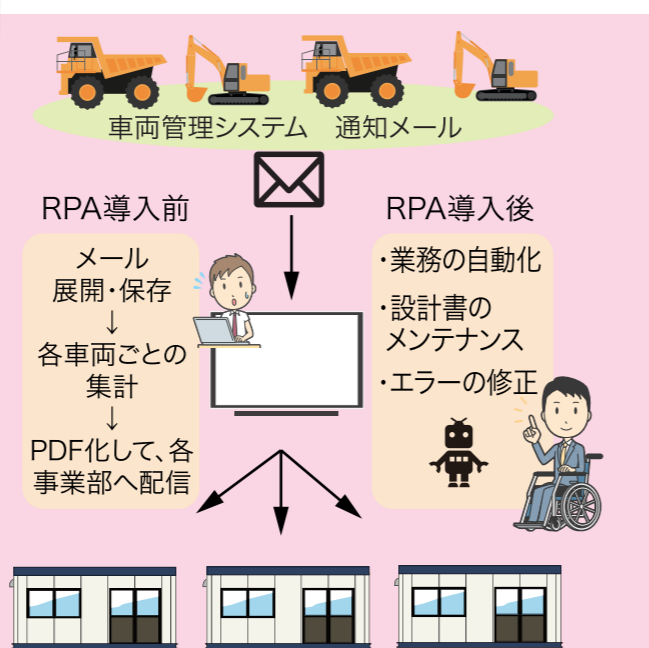 車両管理システム　通知メール
RPA導入前
メール
展開・保存
↓
各車両ごとの
集計
↓
PDF化して、各
事業部へ配信
RPA導入後
・業務の自動化
・設計書の
メンテナンス
・エラーの修正